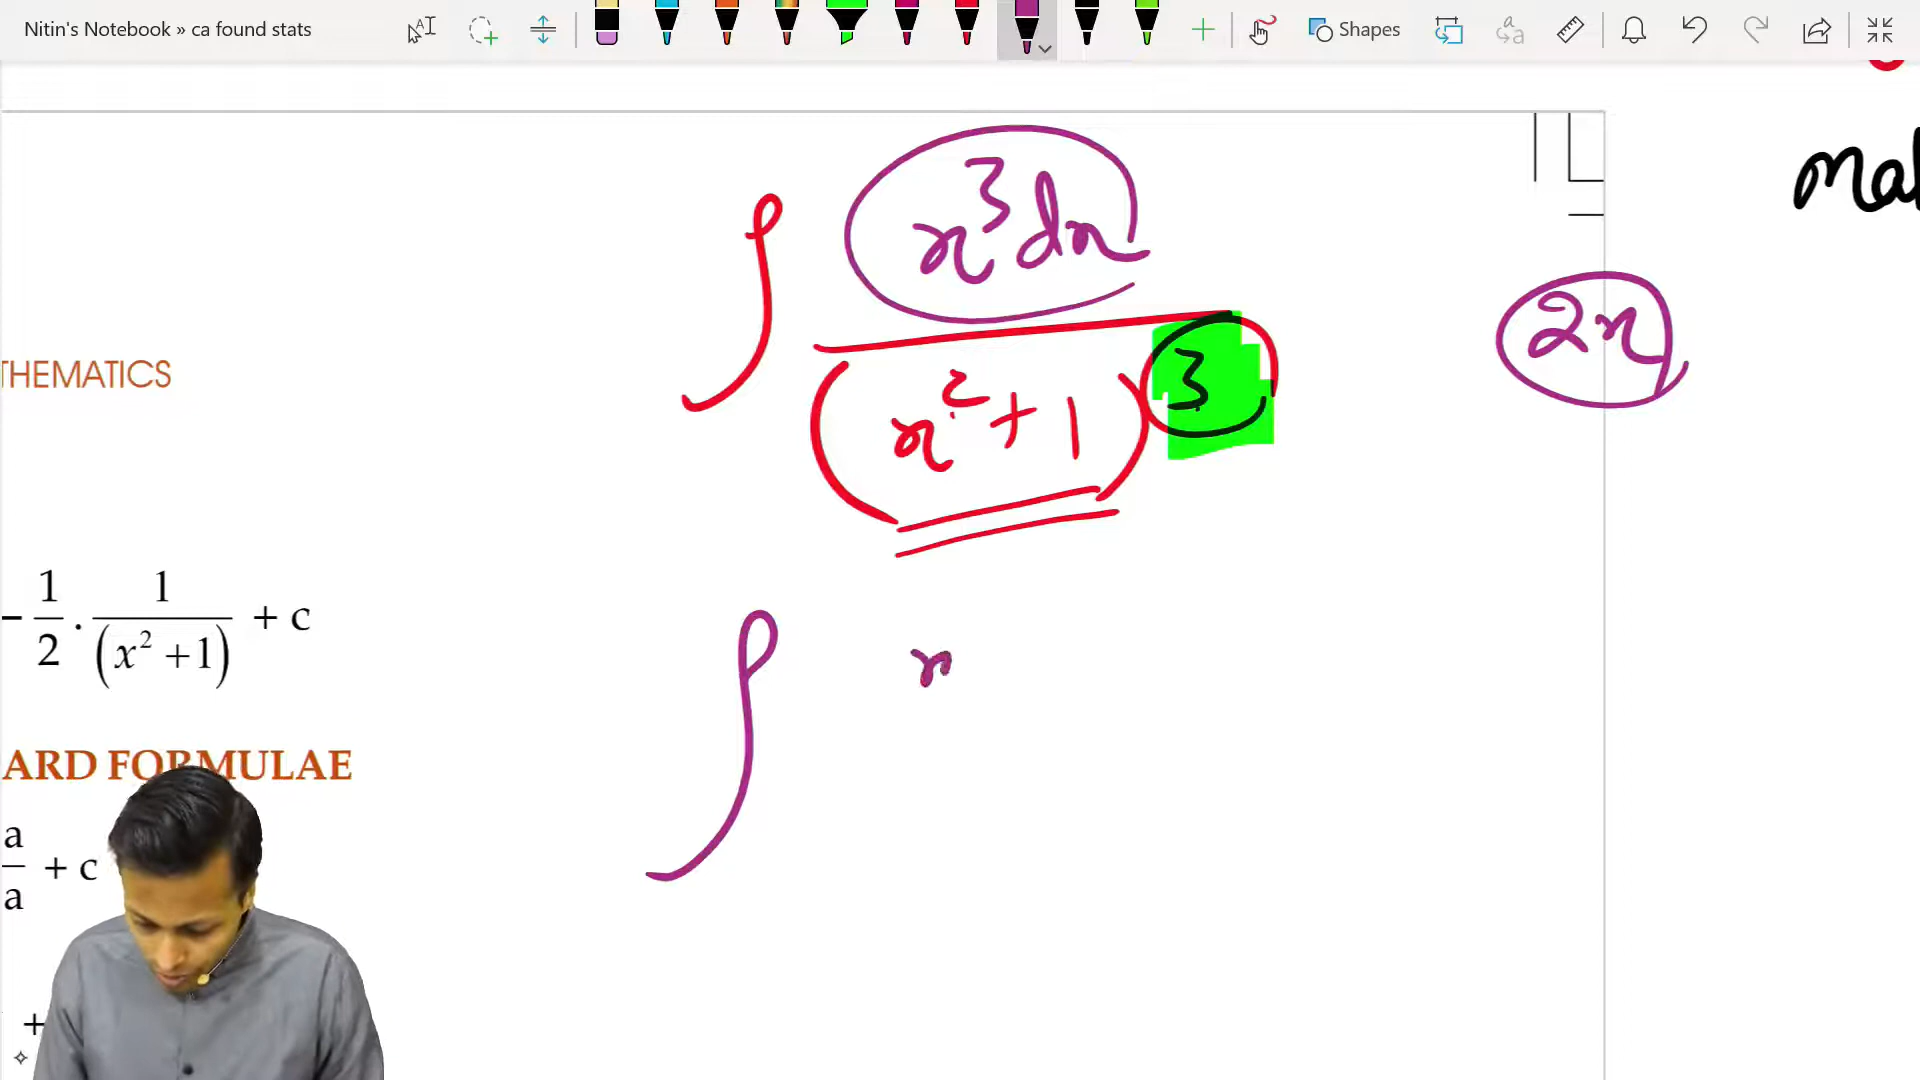 Nitin's Notebook » ca found stats
Shapes
∫ x³dx
(x²+1)³
Mal
2x
THEMATICS
- 1/2 . 1/(x² +1) + c
∫ x
ARD FORMULAE
a/a + c
+